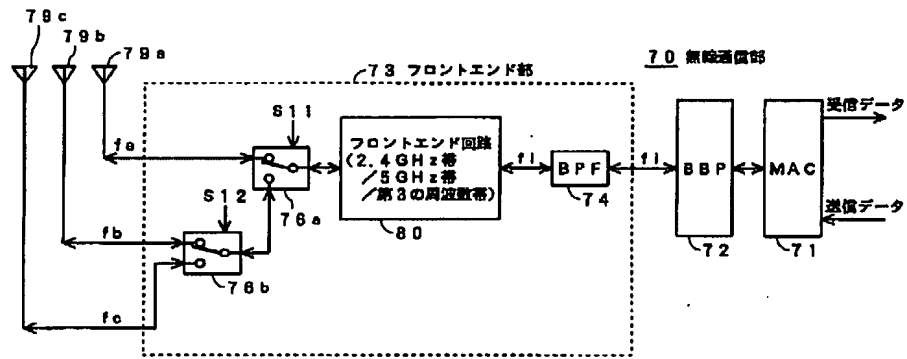 79c
79b
79a
73 フロントエンド部
70 無線通信部
S11
fa
フロントエンド回路
(2.4GHz帯
/5GHz帯
/第3の周波数帯)
fi
BPF
fi
BBP
MAC
受信データ
送信データ
74
S12
76a
80
72
71
fb
76b
fc